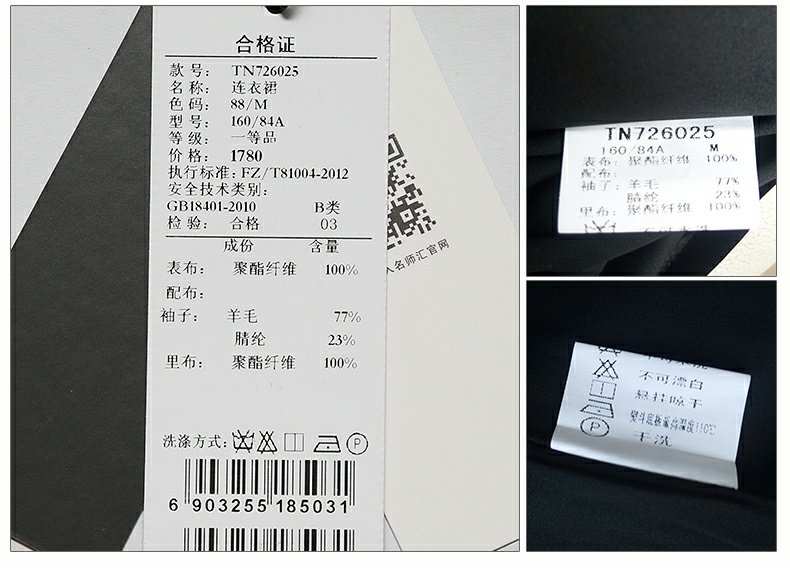 合格证
款号： TN726025
名称： 连衣裙
色码： 88/M
型号： 160/84A
等级： 一等品
价格： 1780
执行标准：FZ/T81004-2012
安全技术类别：
GB18401-2010 B类
检验： 合格 03
成份 含量
表布： 聚酯纤维 100%
配布：
袖子： 羊毛 77%
腈纶 23%
里布： 聚酯纤维 100%
洗涤方式：
P
6 903255 185031
人名师汇官网
TN726025
160/84A M
表布：聚酯纤维 100%
配布：
袖子：羊毛 77%
腈纶 23%
里布：聚酯纤维 100%
不可水洗
不可漂白
悬挂晾干
熨斗底板最高温度110℃
P 干洗